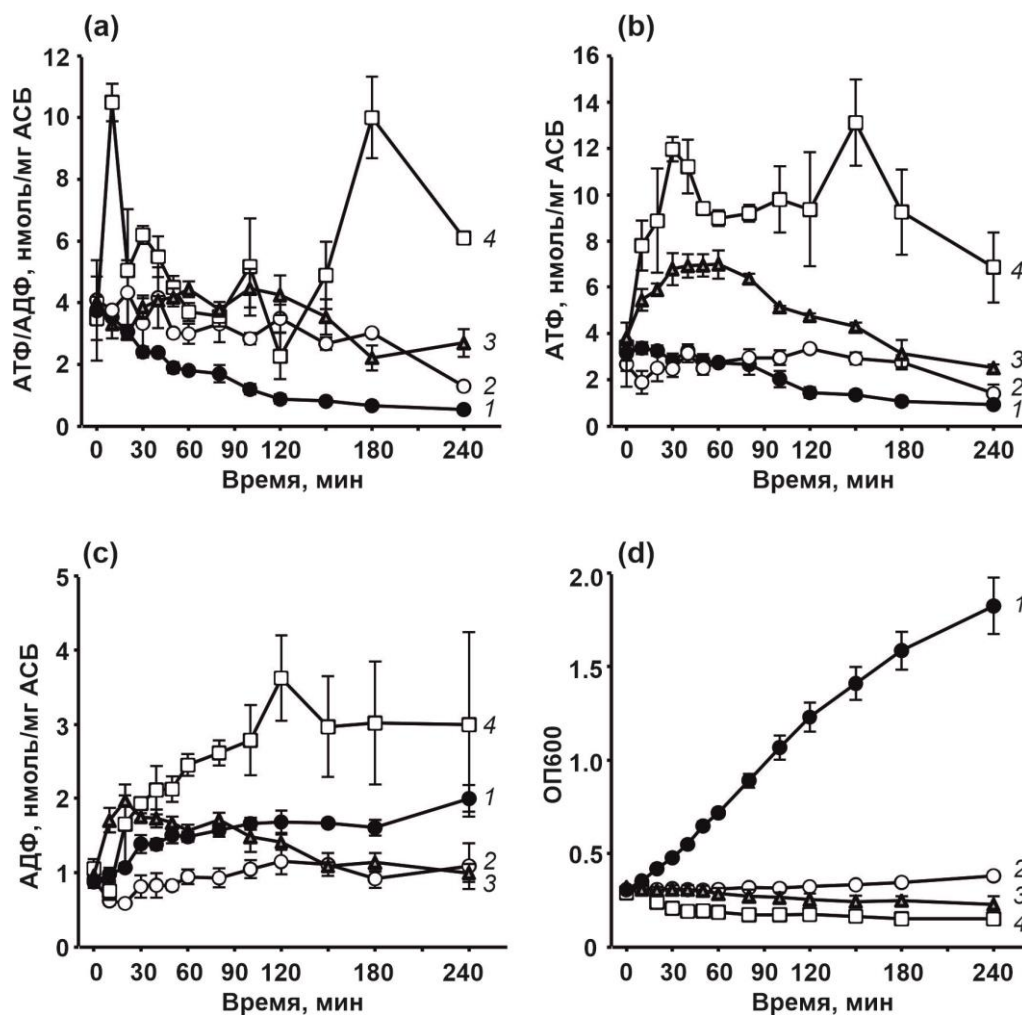 (a)
АТФ/АДФ, нмоль/мг АСБ
12
10
8
6
4
2
0
0 30 60 90 120 180 240
Время, мин
4
3
2
1
(b)
АТФ, нмоль/мг АСБ
16
14
12
10
8
6
4
2
0
0 30 60 90 120 180 240
Время, мин
4
3
2
1
(c)
АДФ, нмоль/мг АСБ
5
4
3
2
1
0
0 30 60 90 120 180 240
Время, мин
4
1
2
3
(d)
ОП600
2.0
1.5
1.0
0.5
0
0 30 60 90 120 180 240
Время, мин
1
2
3
4